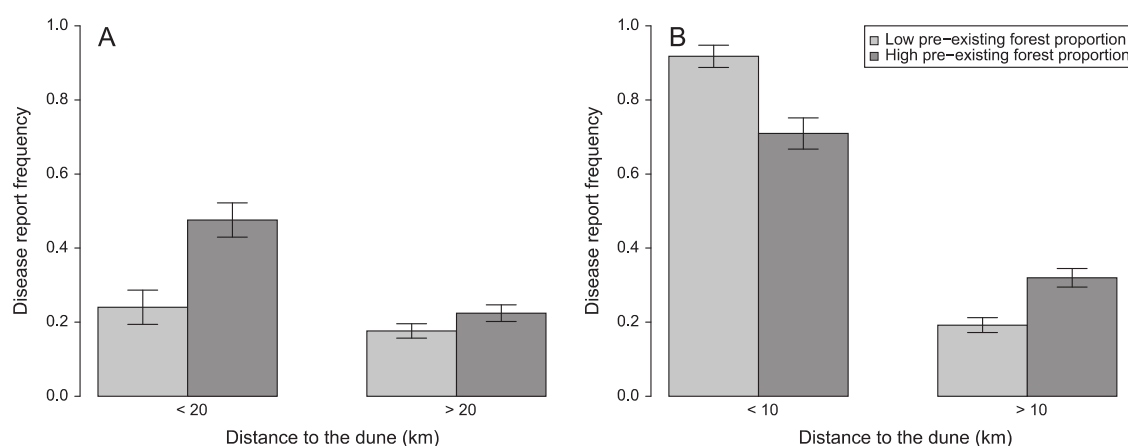 A
Disease report frequency
1.0
0.8
0.6
0.4
0.2
0.0
< 20
> 20
Distance to the dune (km)
B
Low pre−existing forest proportion
High pre−existing forest proportion
Disease report frequency
1.0
0.8
0.6
0.4
0.2
0.0
< 10
> 10
Distance to the dune (km)